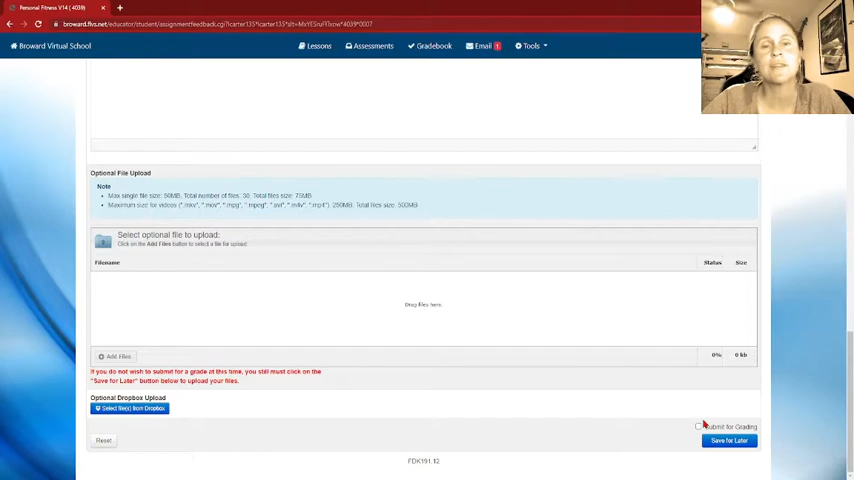 Personal Fitness V14 ( 4039)
broward.flvs.net/educator/student/assignmentfeedback.cgi?
Broward Virtual School
Lessons
Assessments
Gradebook
Email 1
Tools
Optional File Upload
Note
Max single file size: 50MB. Total number of files: 30. Total files size: 75MB
Maximum size for videos (".mkv", ".mov", ".mpg", ".mpeg", ".avi", ".m4v", ".mp4"): 250MB. Total files size: 500MB
Select optional file to upload:
Click on the Add Files button to select a file for upload.
Filename Status Size
Drag files here.
Add Files 0% 0 kb
If you do not wish to submit for a grade at this time, you still must click on the
"Save for Later" button below to upload your files.
Optional Dropbox Upload
Select file(s) from Dropbox
Submit for Grading
Reset
Save for Later
FDK191.12